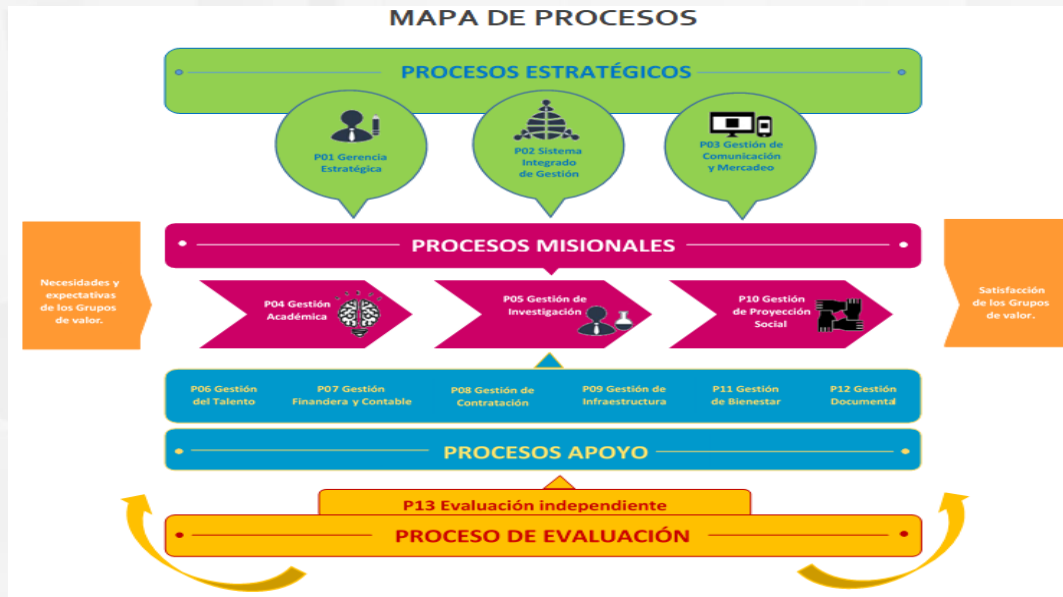 MAPA DE PROCESOS
PROCESOS ESTRATÉGICOS
P01 Gerencia
Estratégica
P02 Sistema
Integrado
de Gestión
P03 Gestión de
Comunicación
y Mercadeo
Necesidades y
expectativas
de los Grupos
de valor.
PROCESOS MISIONALES
P04 Gestión
Académica
P05 Gestión de
Investigación
P10 Gestión
de Proyección
Social
Satisfacción
de los Grupos
de valor.
P06 Gestión
del Talento
P07 Gestión
Financiera y Contable
P08 Gestión de
Contratación
P09 Gestión de
Infraestructura
P11 Gestión
de Bienestar
P12 Gestión
Documental
PROCESOS APOYO
P13 Evaluación independiente
PROCESO DE EVALUACIÓN